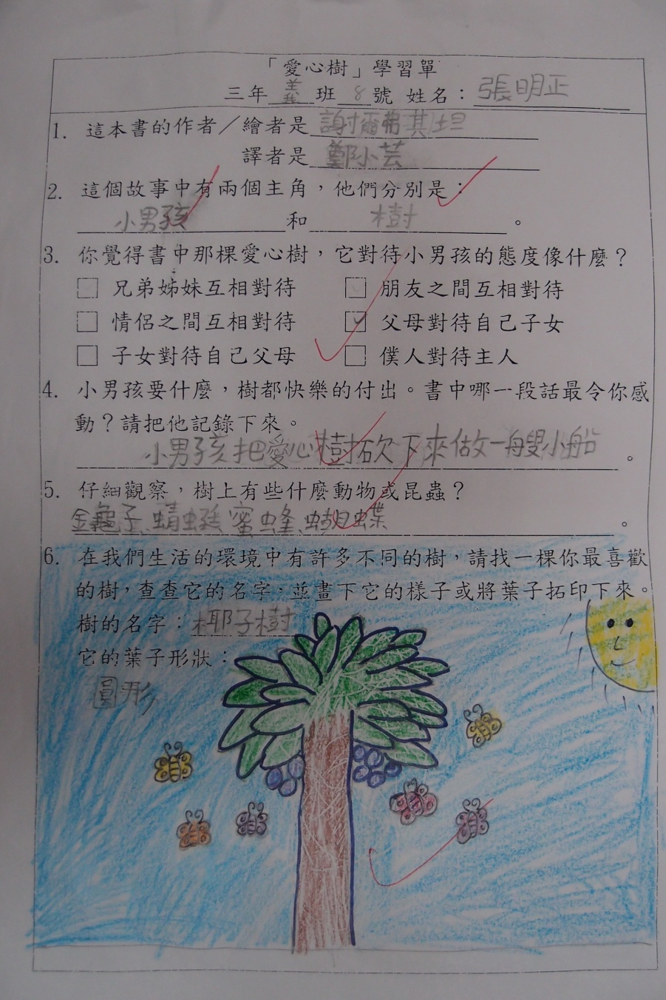 「愛心樹」學習單
三年義班8號 姓名：張明正
1. 這本書的作者／繪者是謝爾弗斯坦
譯者是 鄭小芸
2. 這個故事中有兩個主角，他們分別是：
小男孩和樹。
3. 你覺得書中那棵愛心樹，它對待小男孩的態度像什麼？
□ 兄弟姊妹互相對待 □ 朋友之間互相對待
□ 情侶之間互相對待 ☑ 父母對待自己子女
□ 子女對待自己父母 □ 僕人對待主人
4. 小男孩要什麼，樹都快樂的付出。書中哪一段話最令你感
動？請把他記錄下來。
小男孩把愛心樹砍下來做一艘小船。
5. 仔細觀察，樹上有些什麼動物或昆蟲？
金龜子、蜻蜓、蜜蜂、蝴蝶。
6. 在我們生活的環境中有許多不同的樹，請找一棵你最喜歡
的樹，查查它的名字，並畫下它的樣子或將葉子拓印下來。
樹的名字：椰子樹
它的葉子形狀：
圓形